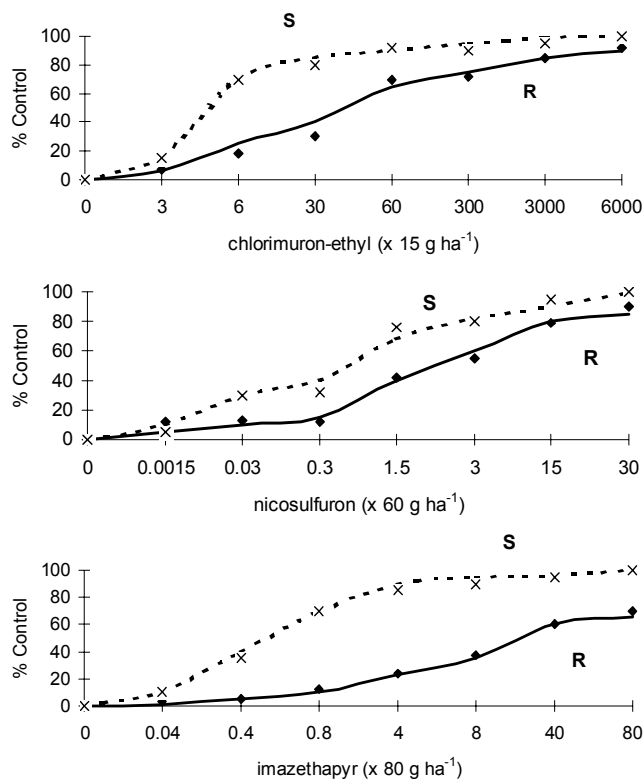 S
100
80
60
40
20
0
% Control
R
0 3 6 30 60 300 3000 6000
chlorimuron-ethyl (x 15 g ha⁻¹)
100
80
60
40
20
0
% Control
S
R
0 0.0015 0.03 0.3 1.5 3 15 30
nicosulfuron (x 60 g ha⁻¹)
S
100
80
60
40
20
0
% Control
R
0 0.04 0.4 0.8 4 8 40 80
imazethapyr (x 80 g ha⁻¹)